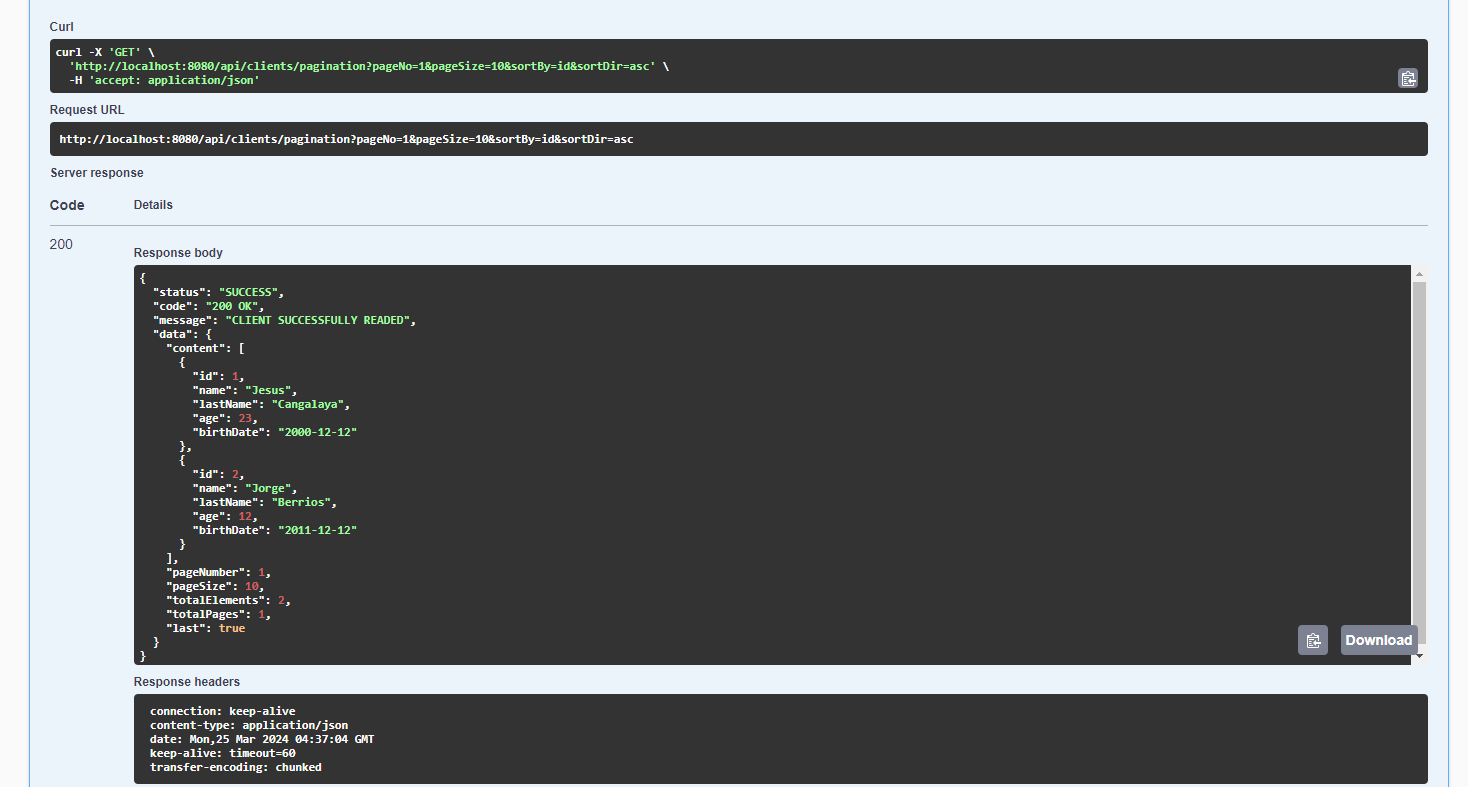 Curl
curl -X 'GET' \
  'http://localhost:8080/api/clients/pagination?pageNo=1&pageSize=10&sortBy=id&sortDir=asc' \
  -H 'accept: application/json'
Request URL
http://localhost:8080/api/clients/pagination?pageNo=1&pageSize=10&sortBy=id&sortDir=asc
Server response
Code Details
200
Response body
{
  "status": "SUCCESS",
  "code": "200 OK",
  "message": "CLIENT SUCCESSFULLY READED",
  "data": {
    "content": [
      {
        "id": 1,
        "name": "Jesus",
        "lastName": "Cangalaya",
        "age": 23,
        "birthDate": "2000-12-12"
      },
      {
        "id": 2,
        "name": "Jorge",
        "lastName": "Berrios",
        "age": 12,
        "birthDate": "2011-12-12"
      }
    ],
    "pageNumber": 1,
    "pageSize": 10,
    "totalElements": 2,
    "totalPages": 1,
    "last": true
  }
}
Download
Response headers
connection: keep-alive
content-type: application/json
date: Mon,25 Mar 2024 04:37:04 GMT
keep-alive: timeout=60
transfer-encoding: chunked